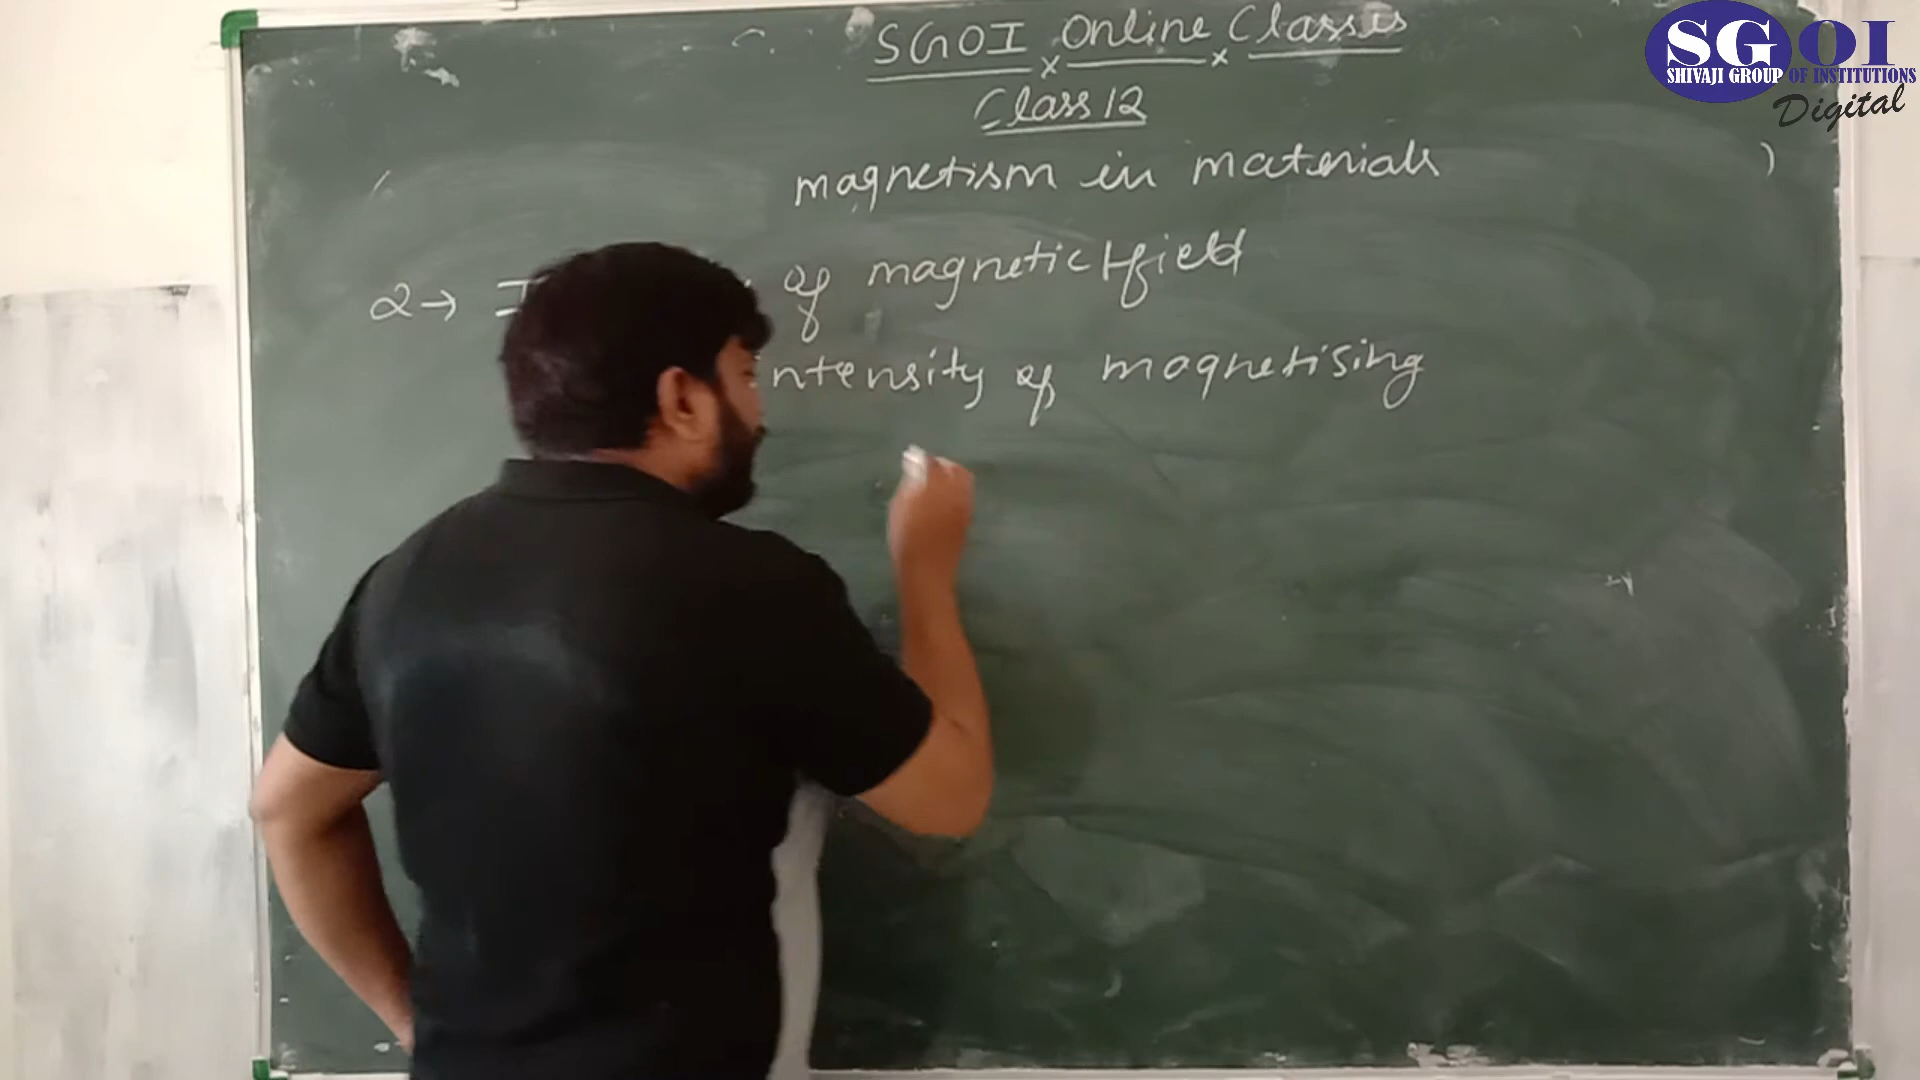 SGOI Online Classes
Class 12
magnetism in materials
2→ of magnetic field
intensity of magnetising
SGOI
SHIVAJI GROUP OF INSTITUTIONS
Digital